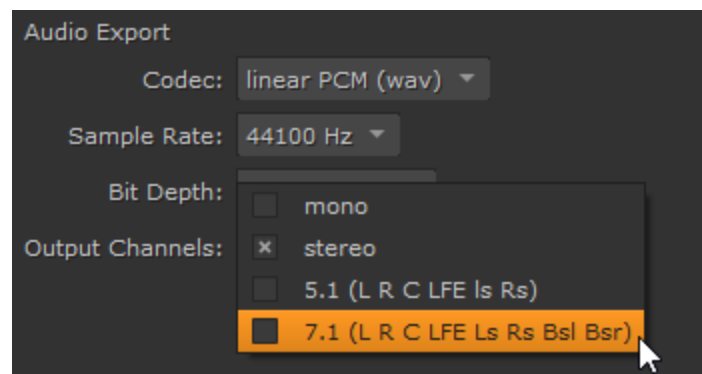 Audio Export
Codec: linear PCM (wav)
Sample Rate: 44100 Hz
Bit Depth:
mono
Output Channels: stereo
5.1 (L R C LFE ls Rs)
7.1 (L R C LFE Ls Rs Bsl Bsr)